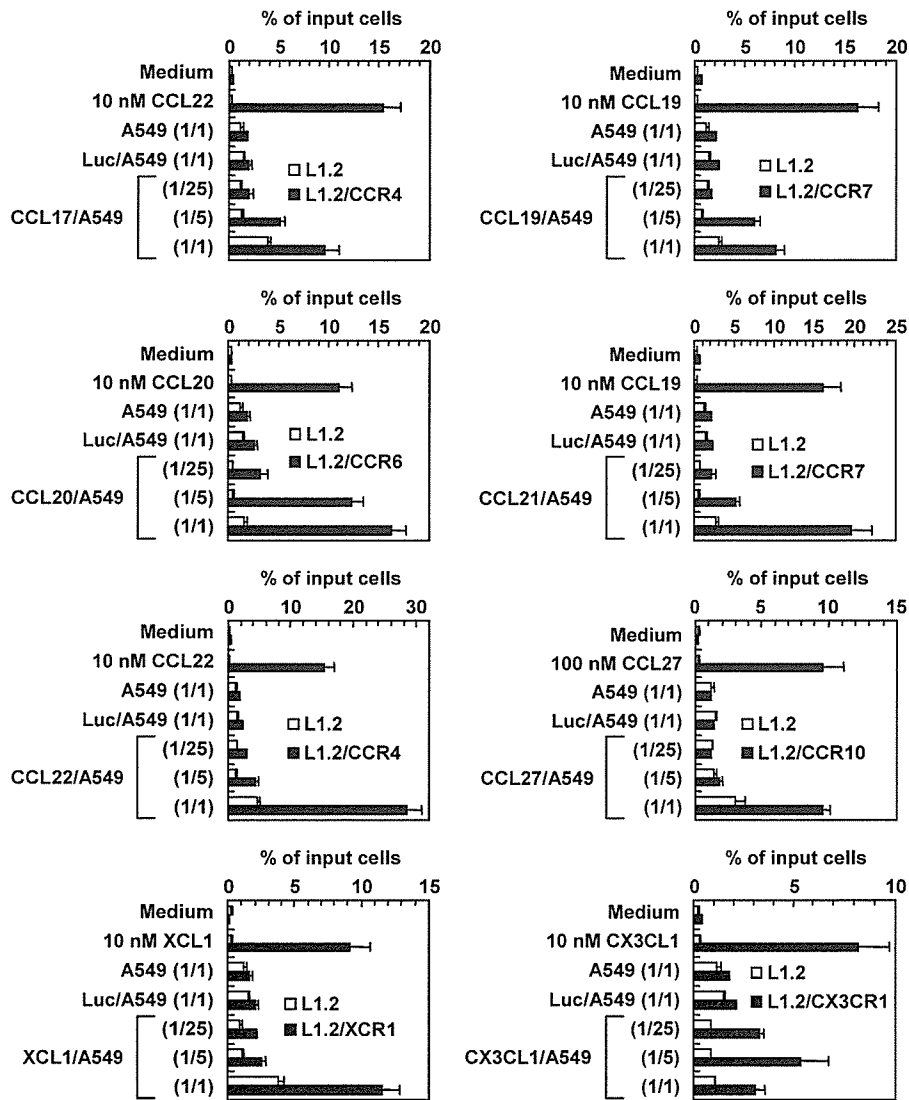 % of input cells
0 5 10 15 20
Medium
10 nM CCL22
A549 (1/1)
Luc/A549 (1/1)
CCL17/A549
(1/25)
(1/5)
(1/1)
L1.2
L1.2/CCR4
% of input cells
0 5 10 15 20
Medium
10 nM CCL19
A549 (1/1)
Luc/A549 (1/1)
CCL19/A549
(1/25)
(1/5)
(1/1)
L1.2
L1.2/CCR7
% of input cells
0 5 10 15 20
Medium
10 nM CCL20
A549 (1/1)
Luc/A549 (1/1)
CCL20/A549
(1/25)
(1/5)
(1/1)
L1.2
L1.2/CCR6
% of input cells
0 5 10 15 20 25
Medium
10 nM CCL19
A549 (1/1)
Luc/A549 (1/1)
CCL21/A549
(1/25)
(1/5)
(1/1)
L1.2
L1.2/CCR7
% of input cells
0 10 20 30
Medium
10 nM CCL22
A549 (1/1)
Luc/A549 (1/1)
CCL22/A549
(1/25)
(1/5)
(1/1)
L1.2
L1.2/CCR4
% of input cells
0 5 10 15
Medium
100 nM CCL27
A549 (1/1)
Luc/A549 (1/1)
CCL27/A549
(1/25)
(1/5)
(1/1)
L1.2
L1.2/CCR10
% of input cells
0 5 10 15
Medium
10 nM XCL1
A549 (1/1)
Luc/A549 (1/1)
XCL1/A549
(1/25)
(1/5)
(1/1)
L1.2
L1.2/XCR1
% of input cells
0 5 10
Medium
10 nM CX3CL1
A549 (1/1)
Luc/A549 (1/1)
CX3CL1/A549
(1/25)
(1/5)
(1/1)
L1.2
L1.2/CX3CR1